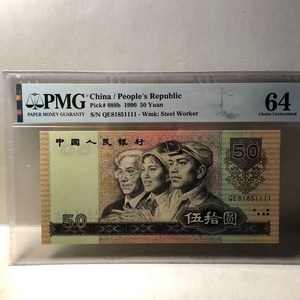 PMG
PAPER MONEY GUARANTY
China / People's Republic
Pick# 888b 1990 50 Yuan
S/N QE81851111 - Wmk: Steel Worker
64
Choice Uncirculated
中国人民银行
50
QE81851111
50
伍拾圆